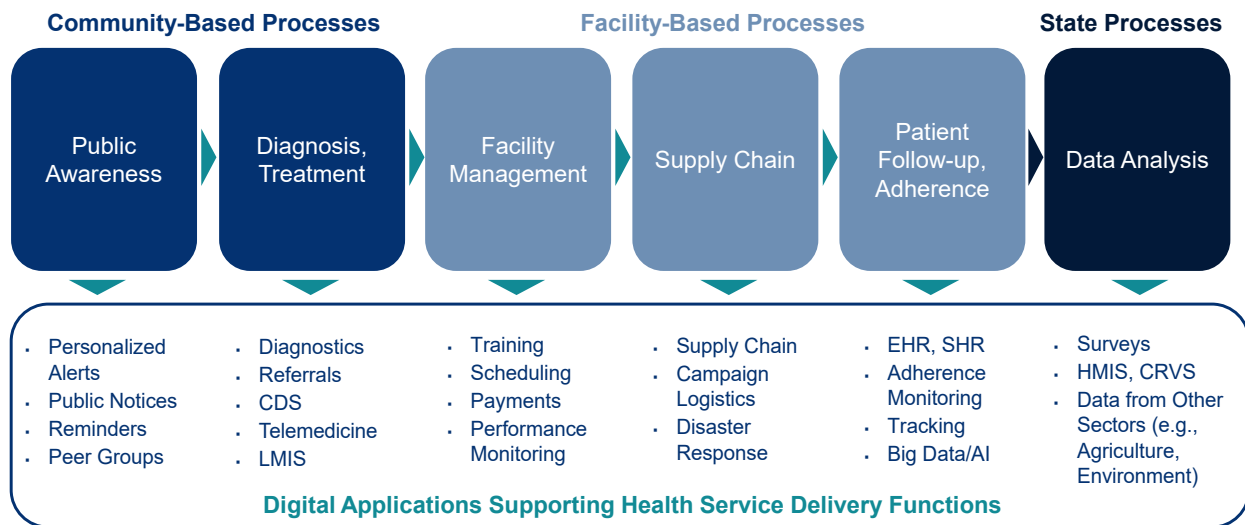 Community-Based Processes
Facility-Based Processes
State Processes
Public
Awareness
Diagnosis,
Treatment
Facility
Management
Supply Chain
Patient
Follow-up,
Adherence
Data Analysis
· Personalized
Alerts
· Public Notices
· Reminders
· Peer Groups
· Diagnostics
· Referrals
· CDS
· Telemedicine
· LMIS
· Training
· Scheduling
· Payments
· Performance
Monitoring
· Supply Chain
· Campaign
Logistics
· Disaster
Response
· EHR, SHR
· Adherence
Monitoring
· Tracking
· Big Data/AI
· Surveys
· HMIS, CRVS
· Data from Other
Sectors (e.g.,
Agriculture,
Environment)
Digital Applications Supporting Health Service Delivery Functions